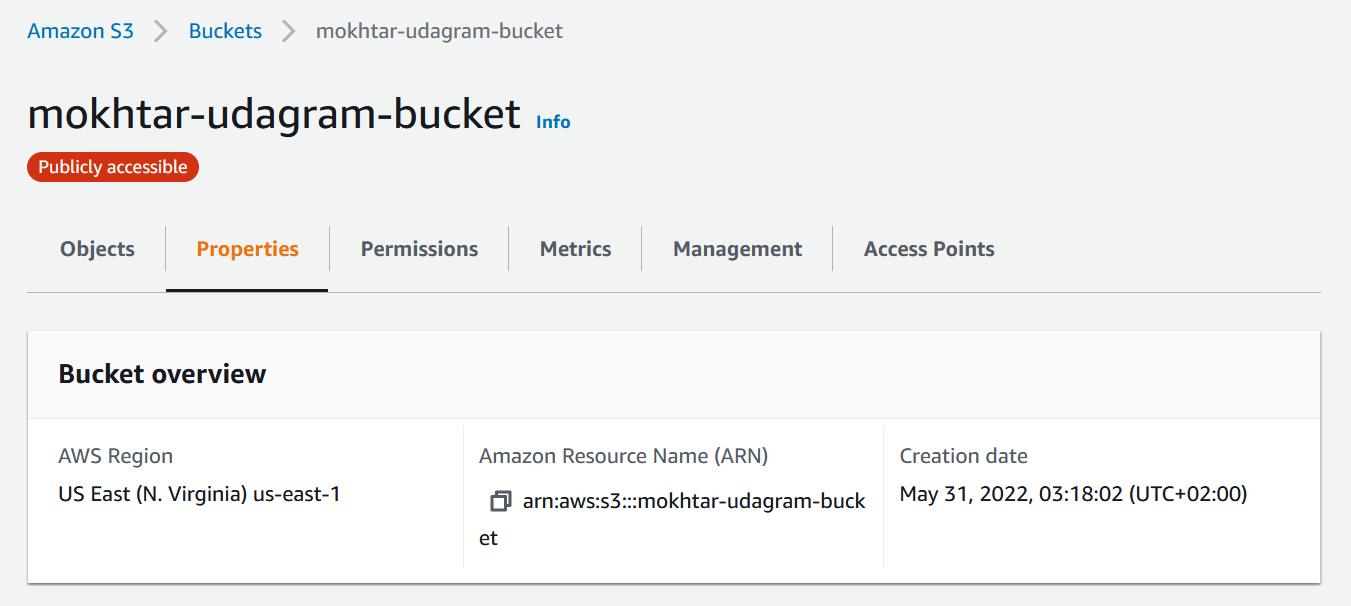 Amazon S3 > Buckets > mokhtar-udagram-bucket
mokhtar-udagram-bucket Info
Publicly accessible
Objects Properties Permissions Metrics Management Access Points
Bucket overview
AWS Region
US East (N. Virginia) us-east-1
Amazon Resource Name (ARN)
arn:aws:s3:::mokhtar-udagram-buck
et
Creation date
May 31, 2022, 03:18:02 (UTC+02:00)